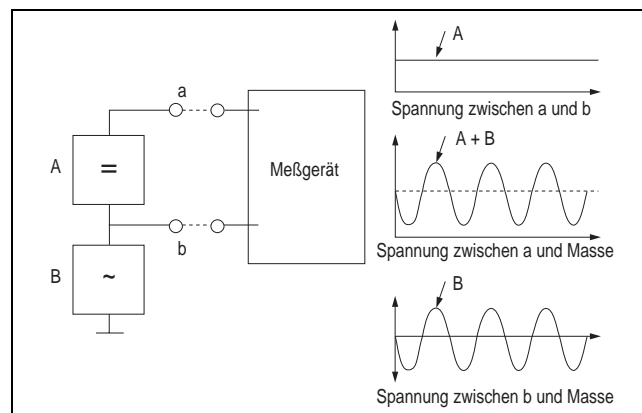 a
A
=
Meßgerät
b
B
~
A
Spannung zwischen a und b
A + B
Spannung zwischen a und Masse
B
Spannung zwischen b und Masse